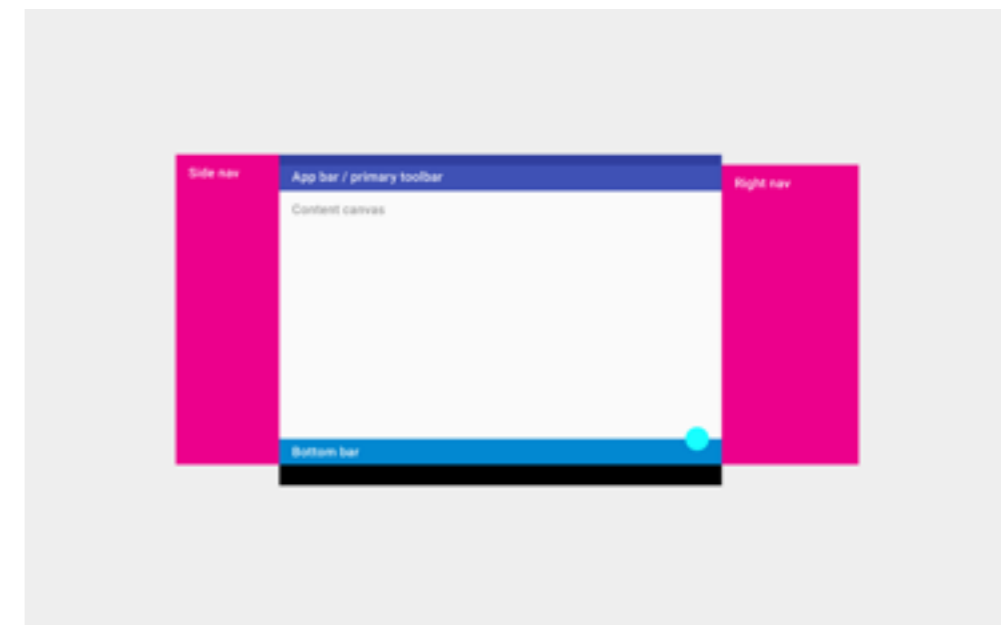 Side nav
App bar / primary toolbar
Right nav
Content canvas
Bottom bar